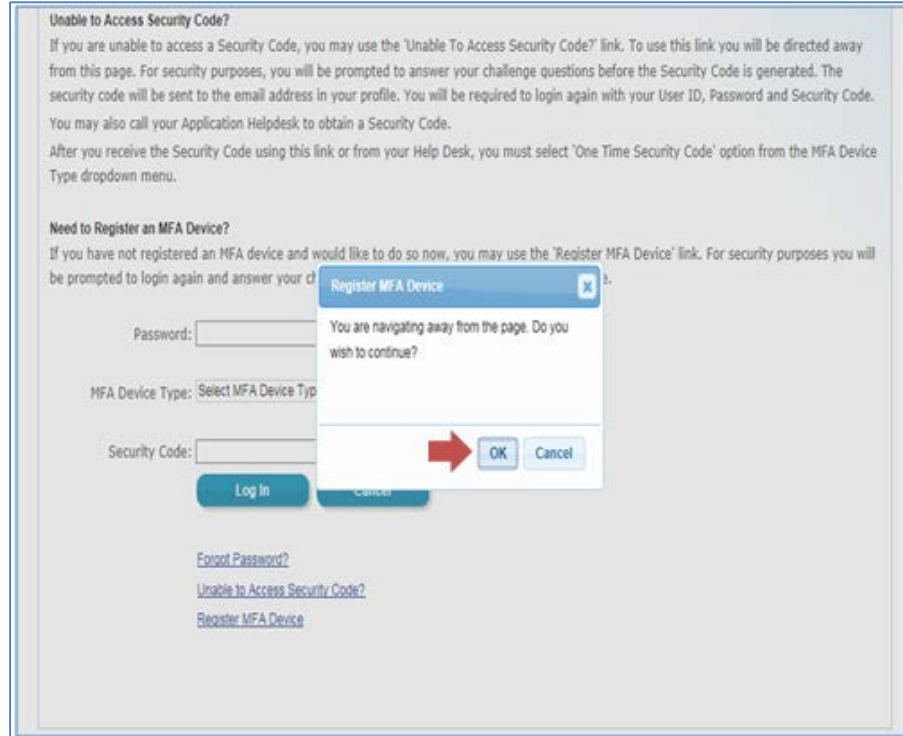 Unable to Access Security Code?
If you are unable to access a Security Code, you may use the 'Unable To Access Security Code?' link. To use this link you will be directed away
from this page. For security purposes, you will be prompted to answer your challenge questions before the Security Code is generated. The
security code will be sent to the email address in your profile. You will be required to login again with your User ID, Password and Security Code.
You may also call your Application Helpdesk to obtain a Security Code.
After you receive the Security Code using this link or from your Help Desk, you must select 'One Time Security Code' option from the MFA Device
Type dropdown menu.
Need to Register an MFA Device?
If you have not registered an MFA device and would like to do so now, you may use the 'Register MFA Device' link. For security purposes you will
be prompted to login again and answer your
Register MFA Device
X
You are navigating away from the page. Do you
wish to continue?
OK Cancel
Password:
MFA Device Type: Select MFA Device Typ
Security Code:
Log In Cancel
Forgot Password?
Unable to Access Security Code?
Register MFA Device